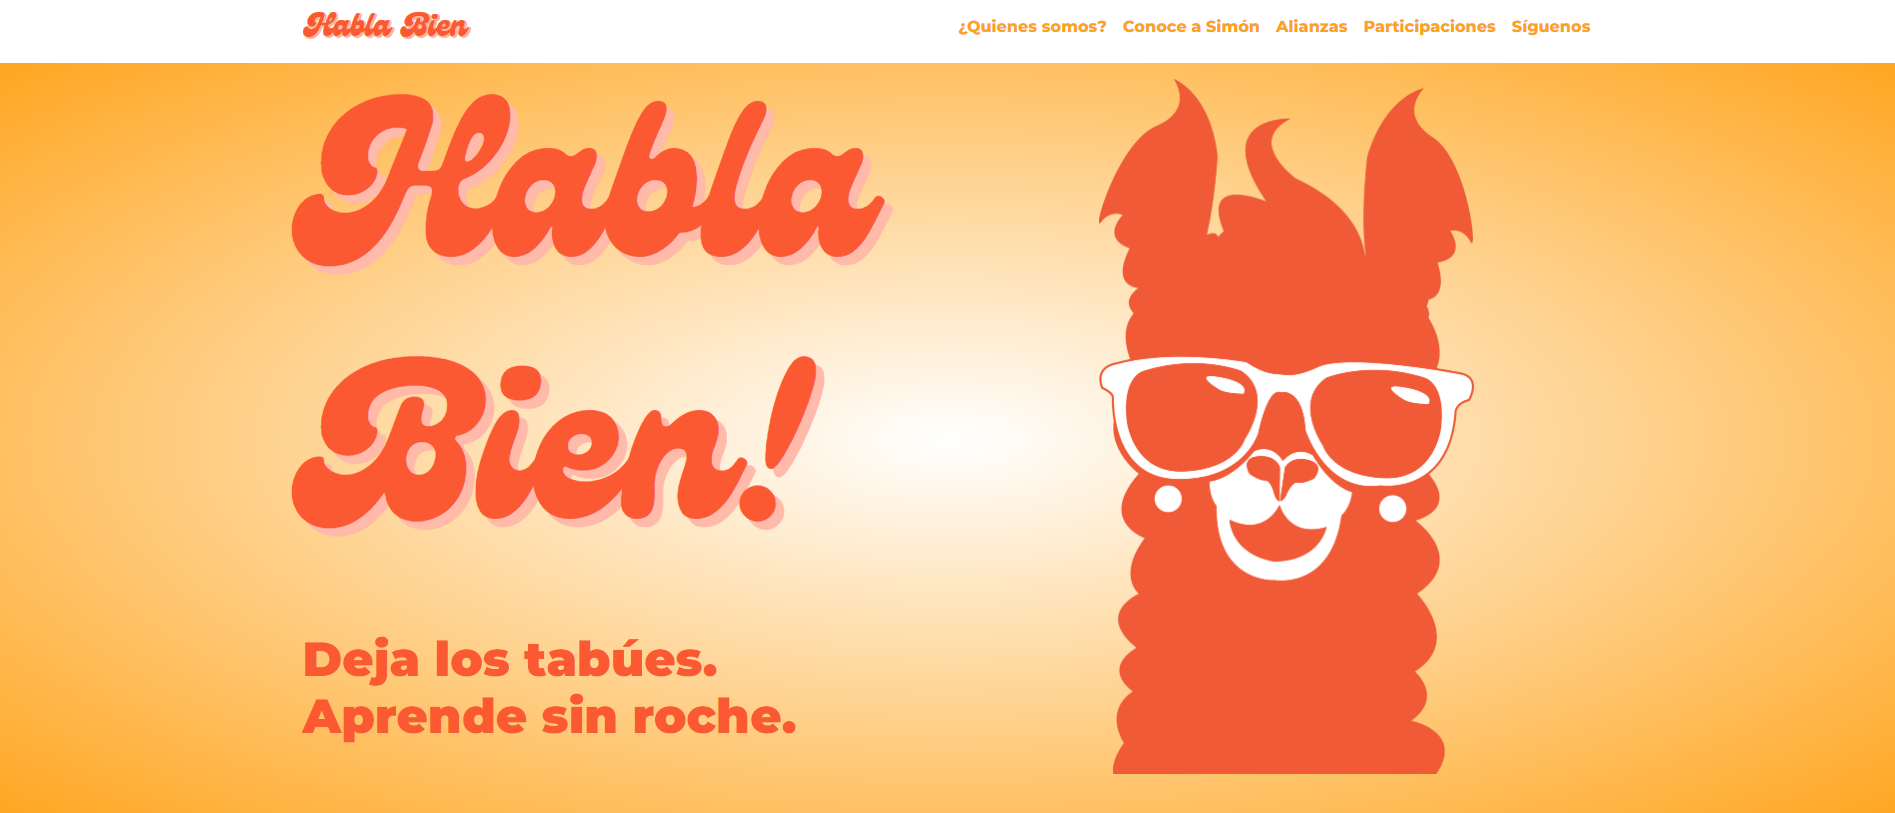 Habla Bien
¿Quienes somos? Conoce a Simón Alianzas Participaciones Síguenos
Habla
Bien!
Deja los tabúes.
Aprende sin roche.